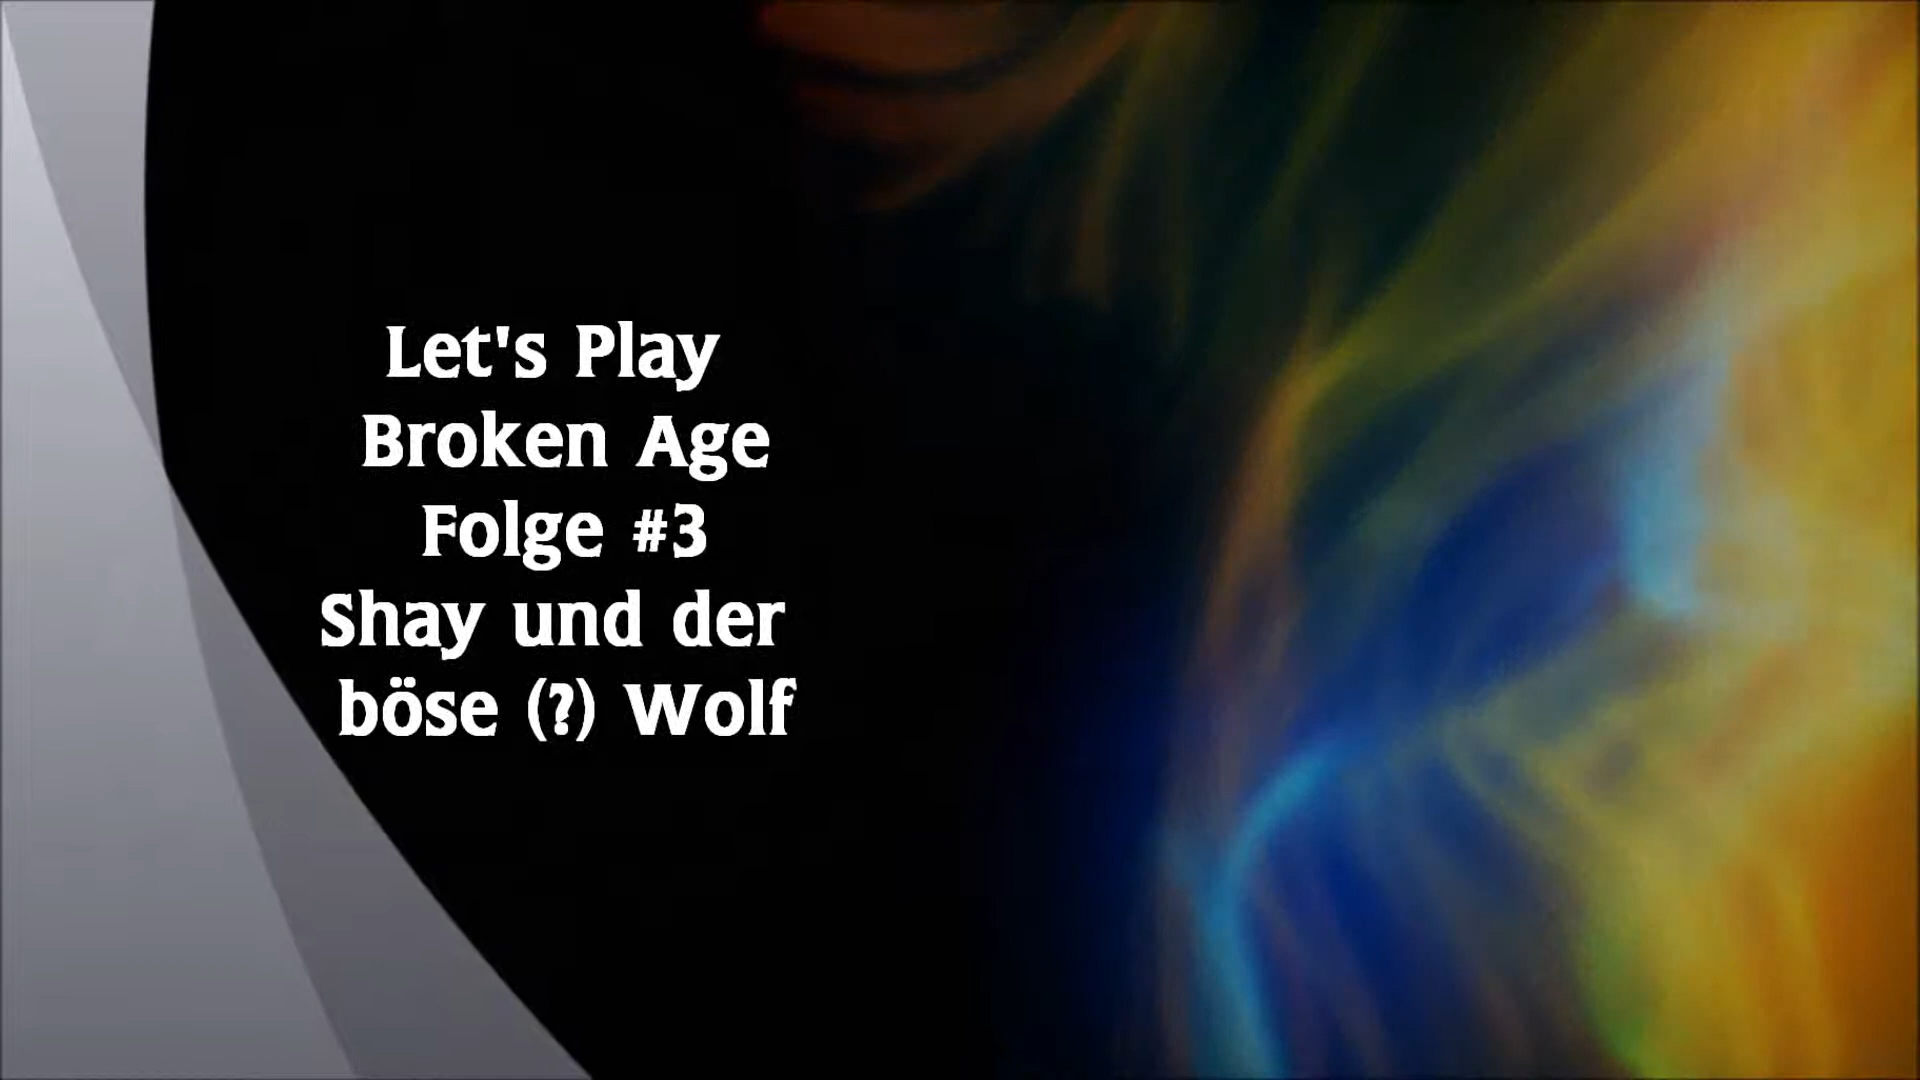 Let's Play
Broken Age
Folge #3
Shay und der
böse (?) Wolf